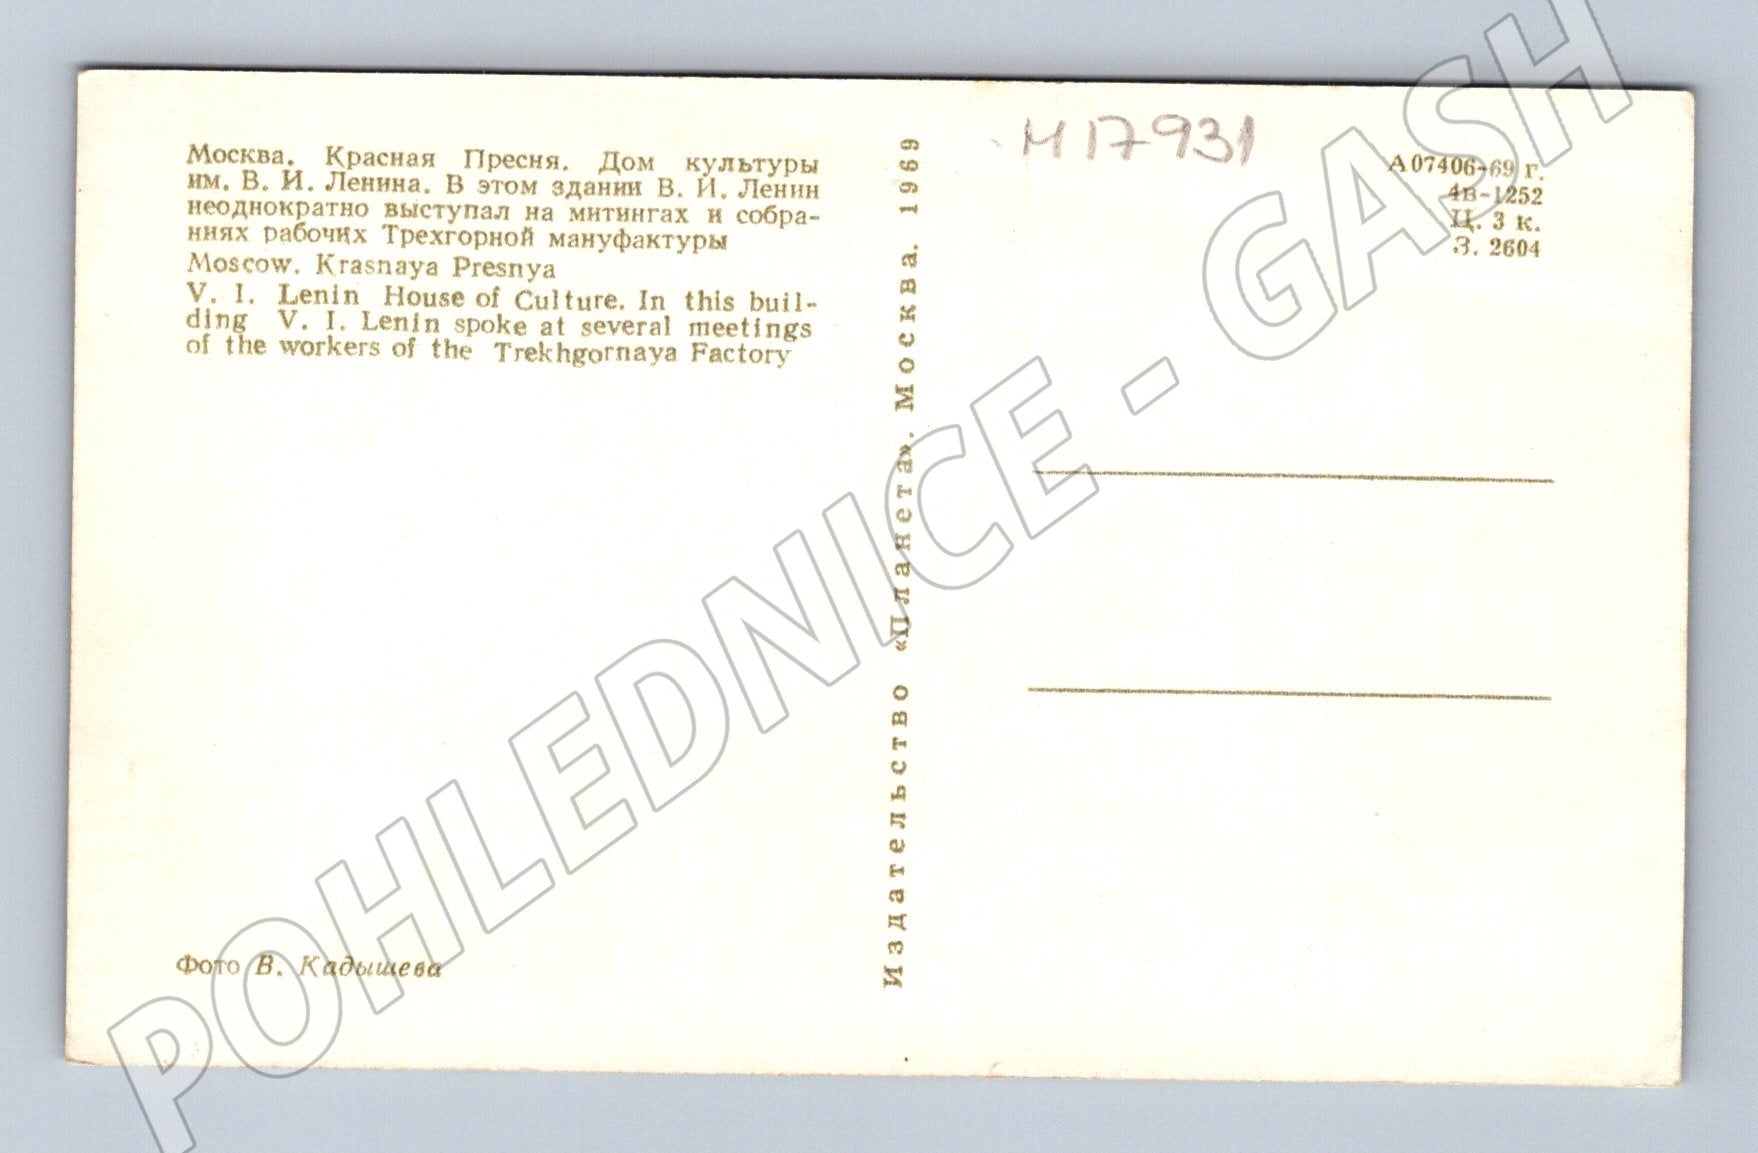 Москва. Красная Пресня. Дом культуры
им. В. И. Ленина. В этом здании В. И. Ленин
неоднократно выступал на митингах и собра-
ниях рабочих Трехгорной мануфактуры
Moscow. Krasnaya Presnya
V. I. Lenin House of Culture. In this buil-
ding V. I. Lenin spoke at several meetings
of the workers of the Trekhgornaya Factory
Фото В. Кадышева
Издательство «Планета». Москва. 1969
М17931
А07406-69 г.
4в-1252
Ц. 3 к.
З. 2604
POHLEDNICE - GASH